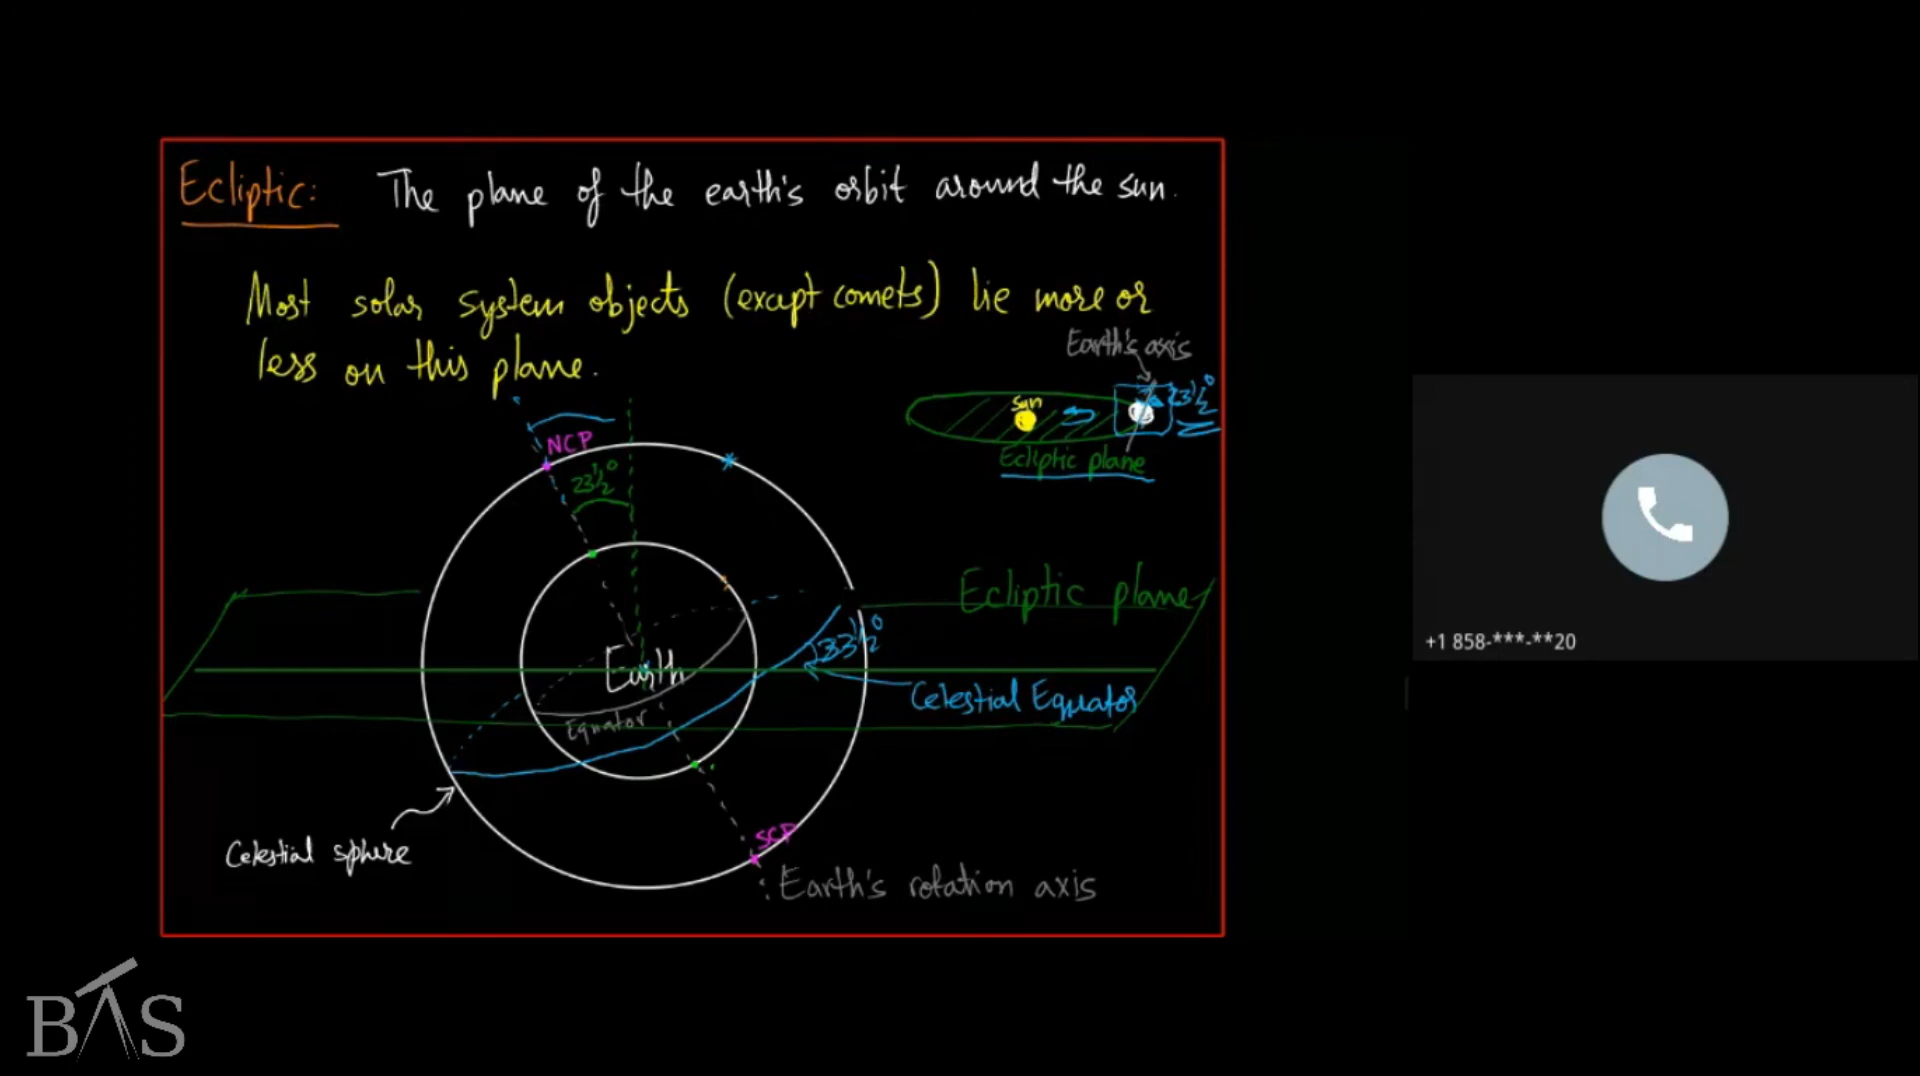 Ecliptic: The plane of the earth's orbit around the sun.
Most solar system objects (except comets) lie more or
less on this plane.
Earth's axis
sun
23½°
Ecliptic plane
NCP
23½°
Ecliptic plane
Earth
23½°
Celestial Equator
Equator
SCP
Celestial sphere
: Earth's rotation axis
+1 858-***-**20
BAS